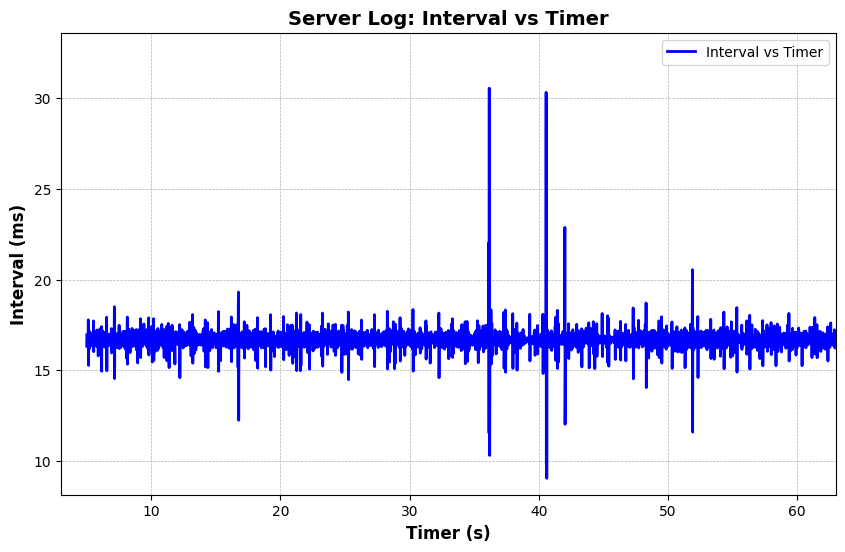 Server Log: Interval vs Timer
Interval vs Timer
30
25
20
15
10
Interval (ms)
10 20 30 40 50 60
Timer (s)